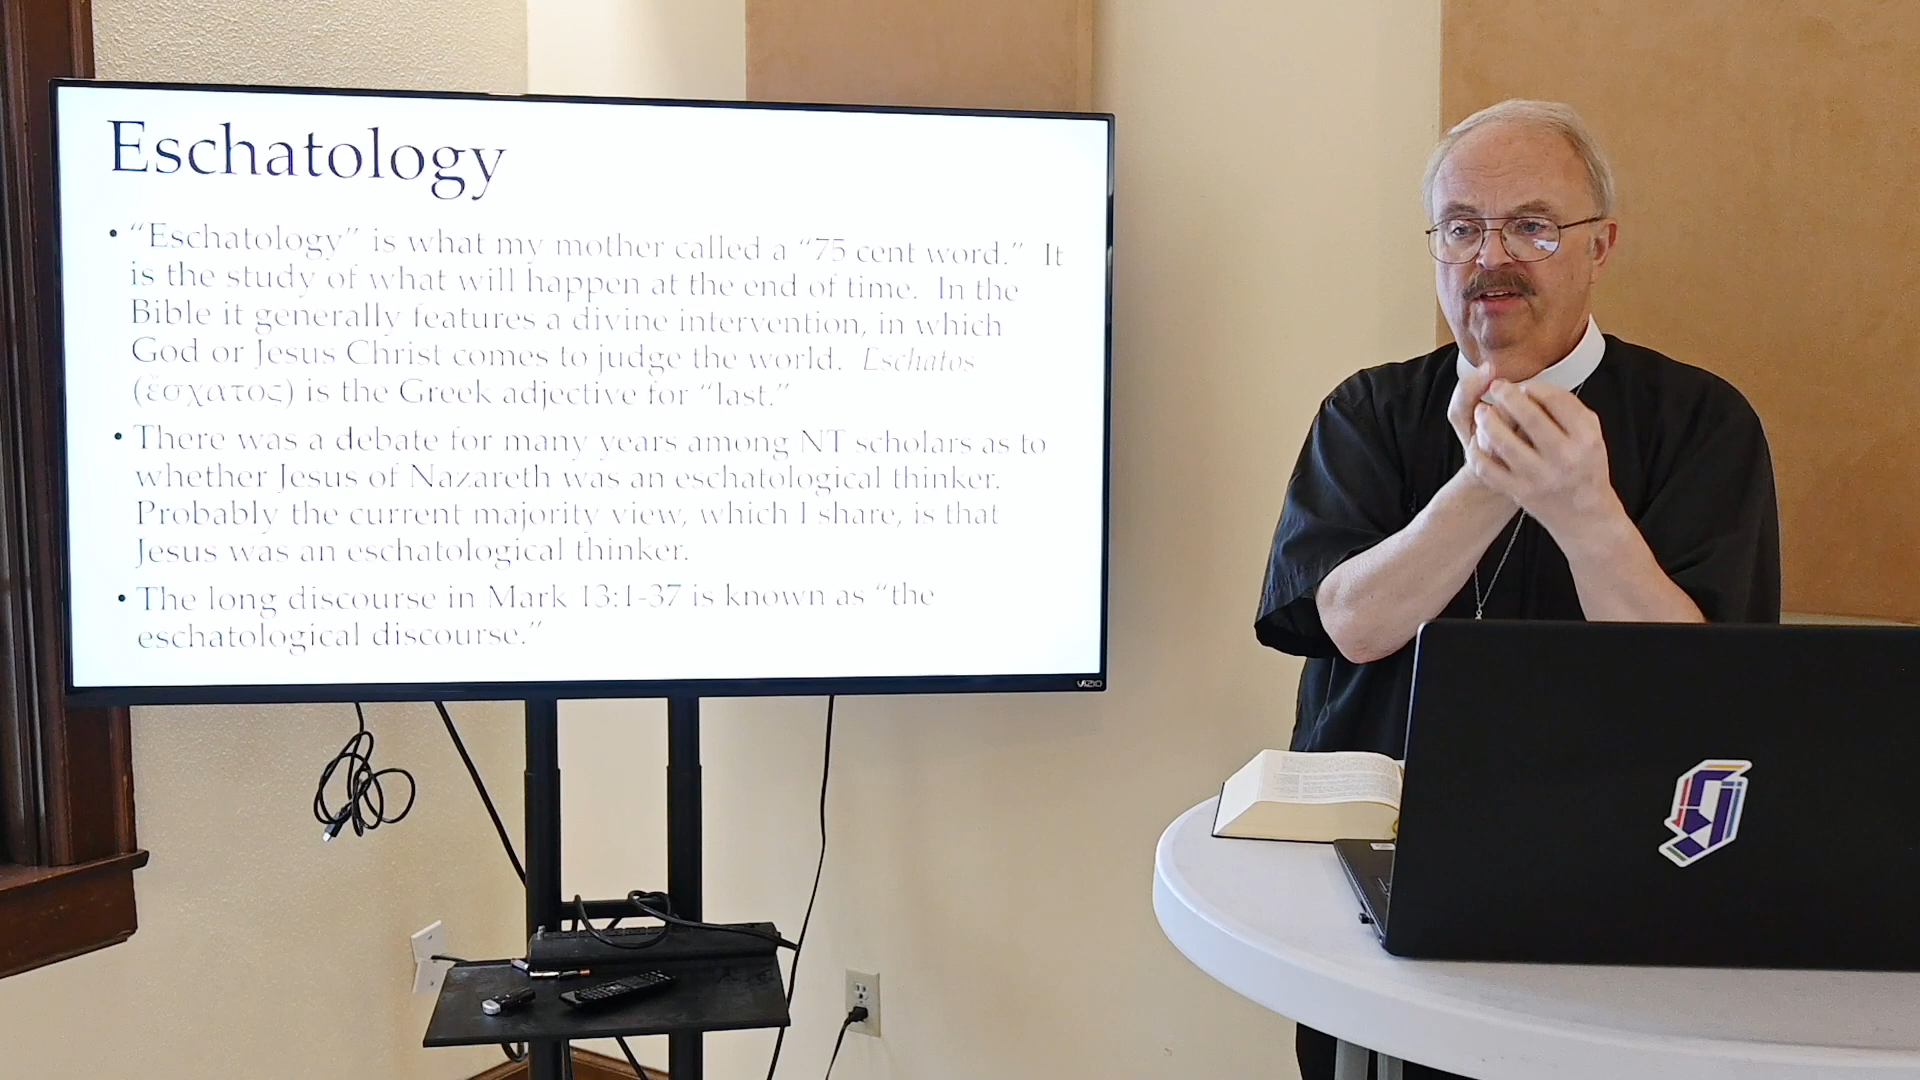 Eschatology
• “Eschatology” is what my mother called a “75 cent word.” It
is the study of what will happen at the end of time. In the
Bible it generally features a divine intervention, in which
God or Jesus Christ comes to judge the world. Eschatos
(ἔσχατος) is the Greek adjective for “last.”
• There was a debate for many years among NT scholars as to
whether Jesus of Nazareth was an eschatological thinker.
Probably the current majority view, which I share, is that
Jesus was an eschatological thinker.
• The long discourse in Mark 13:1-37 is known as “the
eschatological discourse.”
VIZIO